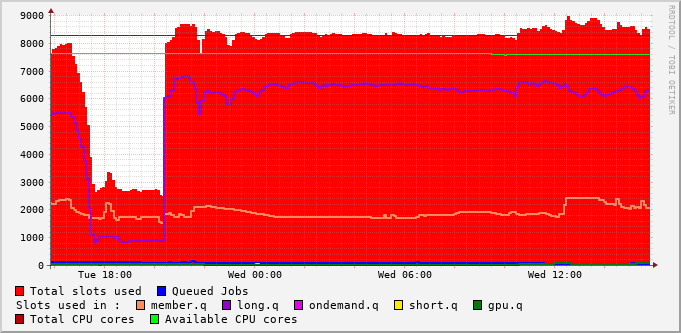 9000
8000
7000
6000
5000
4000
3000
2000
1000
0
Tue 18:00 Wed 00:00 Wed 06:00 Wed 12:00
RRDTOOL / TOBI OETIKER
Total slots used Queued Jobs
Slots used in : member.q long.q ondemand.q short.q gpu.q
Total CPU cores Available CPU cores